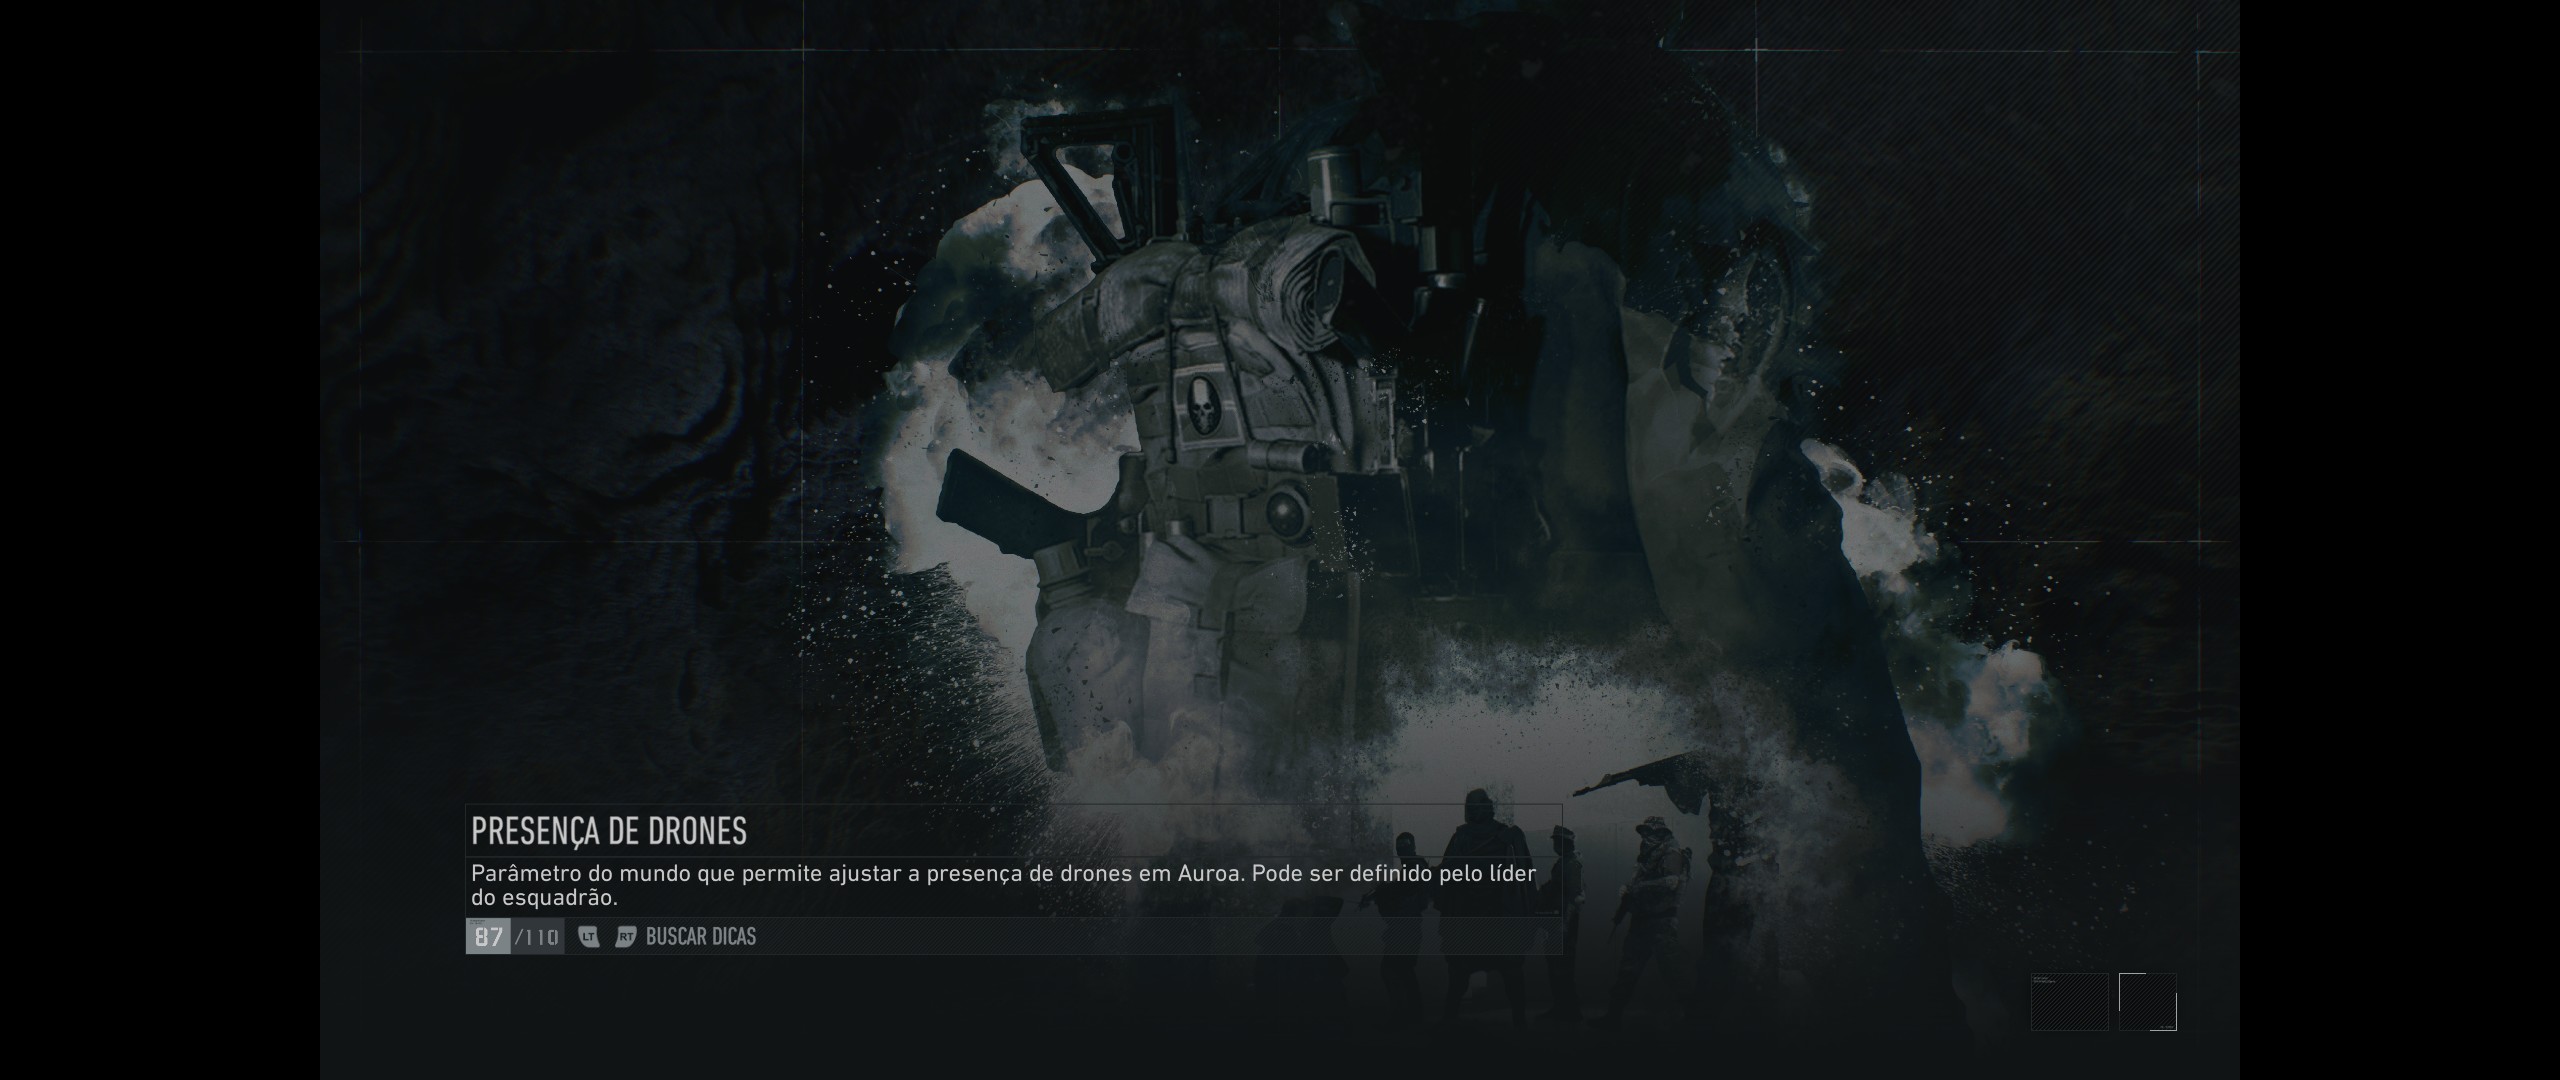 PRESENÇA DE DRONES
Parâmetro do mundo que permite ajustar a presença de drones em Auroa. Pode ser definido pelo líder
do esquadrão.
87 /110 LT RT BUSCAR DICAS